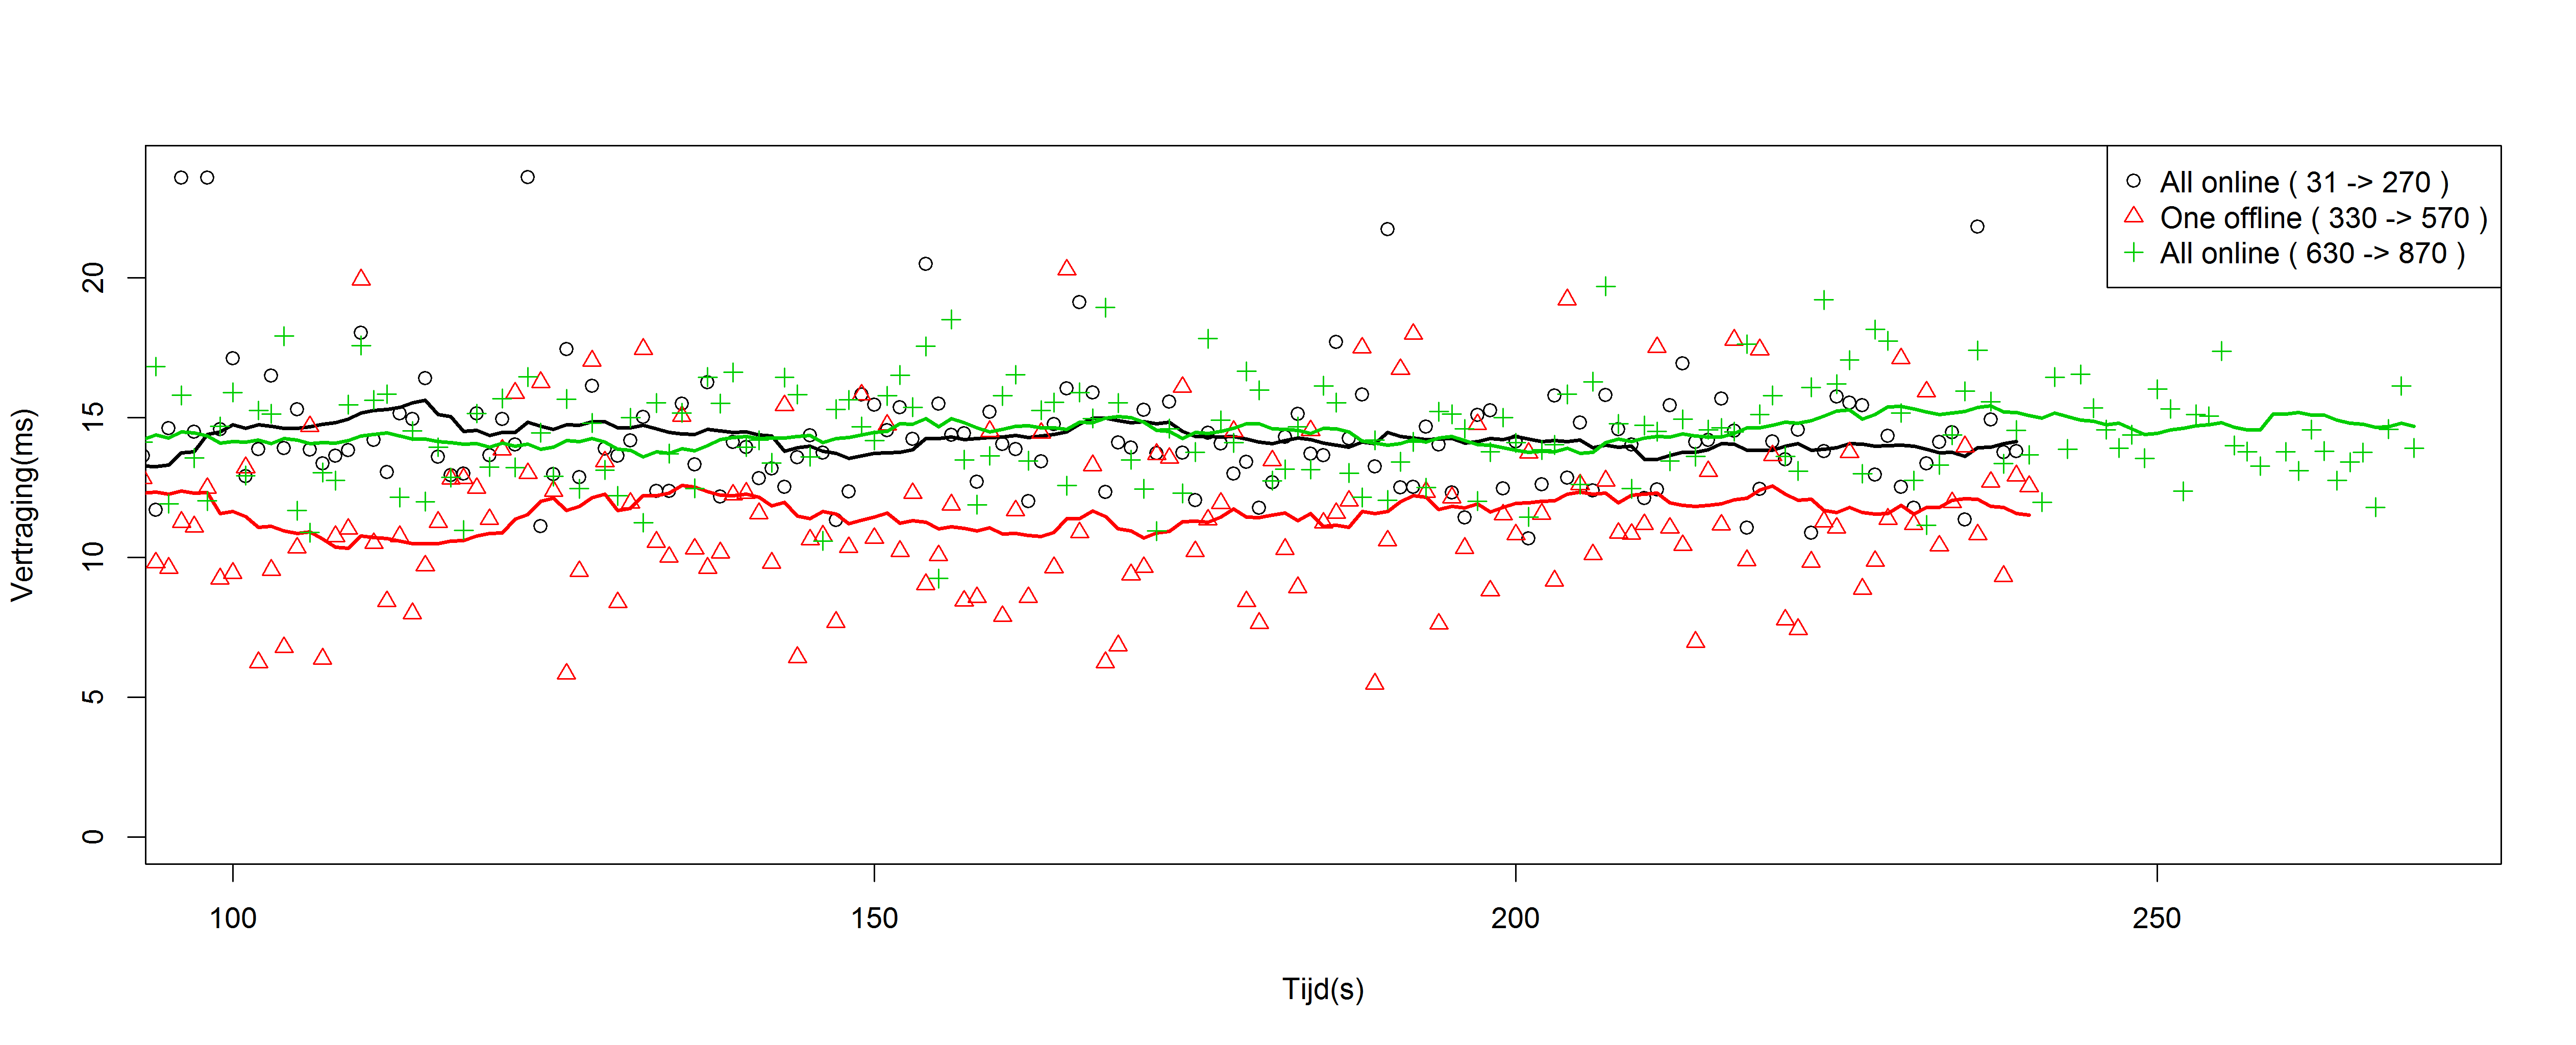 All online ( 31 -> 270 )
One offline ( 330 -> 570 )
All online ( 630 -> 870 )
Vertraging(ms)
20
15
10
5
0
100
150
200
250
Tijd(s)